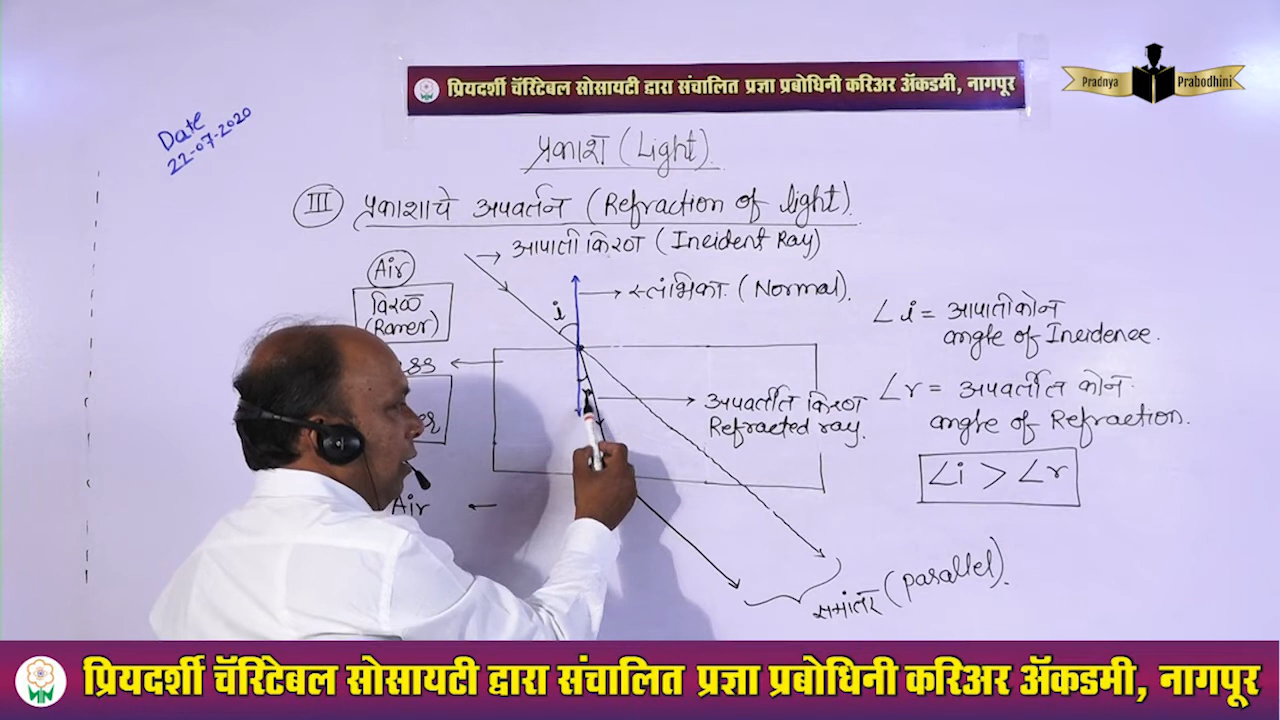 Pradnya Prabodhini
प्रियदर्शी चॅरिटेबल सोसायटी द्वारा संचालित प्रज्ञा प्रबोधिनी करिअर ॲकडमी, नागपूर
Date
22-07-2020
प्रकाश (Light).
III प्रकाशाचे अपवर्तन (Refraction of light).
आपाती किरण (Incident Ray)
Air
विरळ
(Rarer)
स्तंभिका (Normal).
i
∠i = आपाती कोन
angle of Incidence.
∠r = अपवर्तीत कोन
angle of Refraction.
अपवर्तीत किरण
Refracted ray.
∠i > ∠r
Air
समांतर (parallel).
प्रियदर्शी चॅरिटेबल सोसायटी द्वारा संचालित प्रज्ञा प्रबोधिनी करिअर ॲकडमी, नागपूर